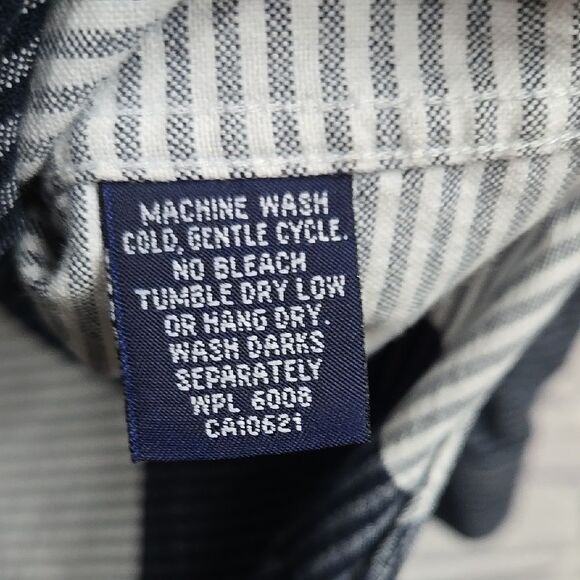 MACHINE WASH
COLD, GENTLE CYCLE.
NO BLEACH
TUMBLE DRY LOW
OR HANG DRY.
WASH DARKS
SEPARATELY
WPL 6008
CA10621